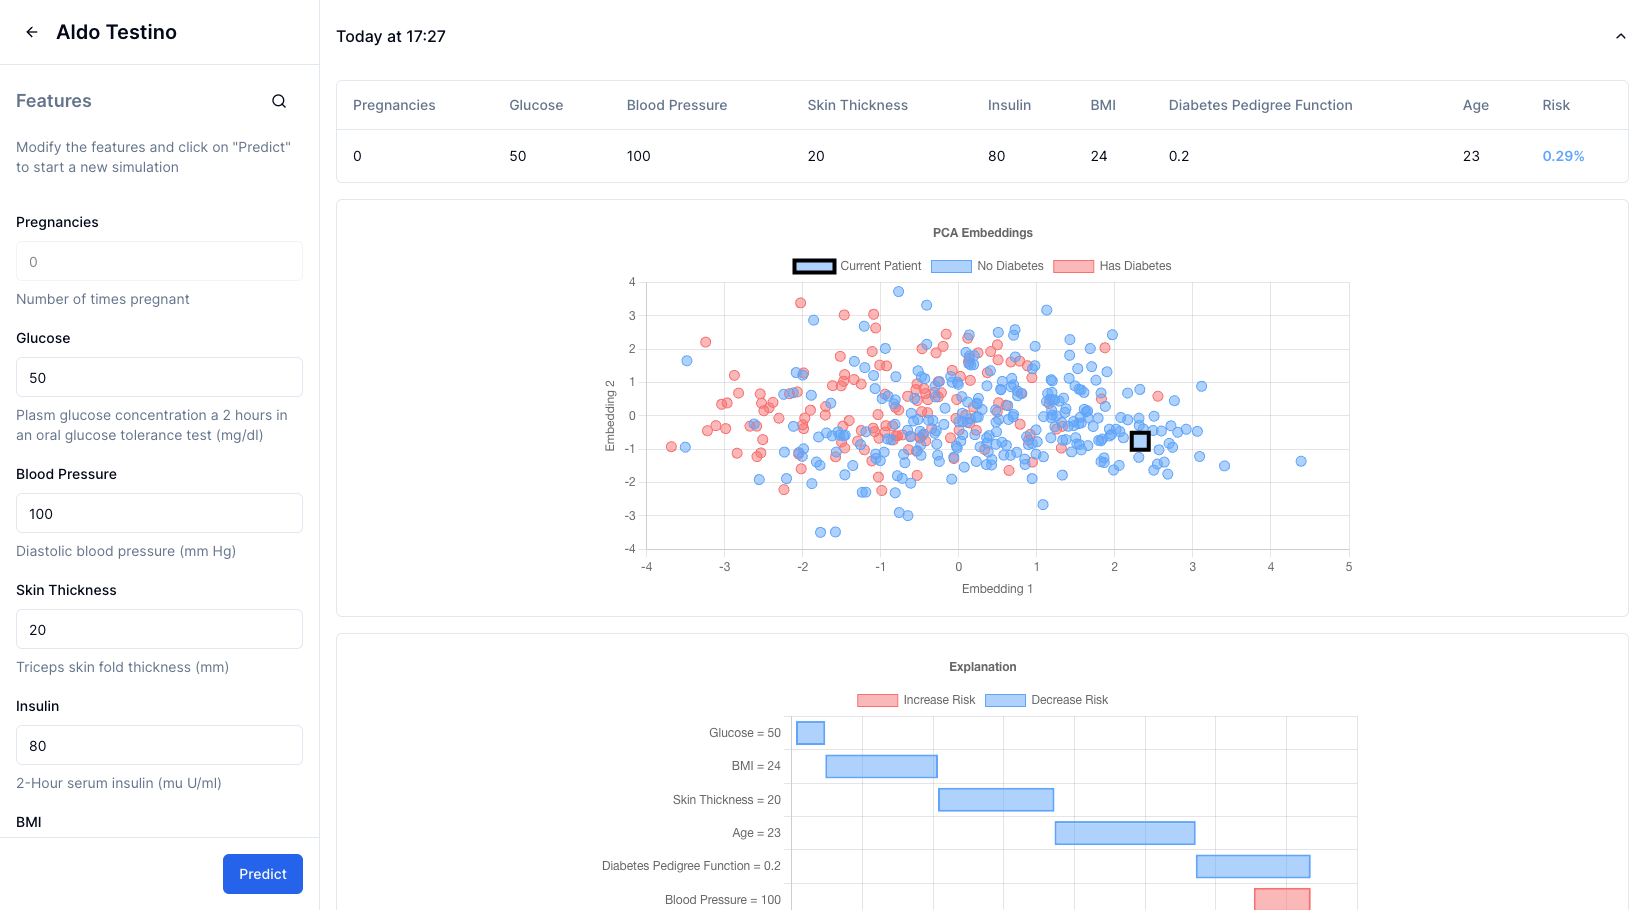 Aldo Testino
Features
Modify the features and click on "Predict"
to start a new simulation
Pregnancies
0
Number of times pregnant
Glucose
50
Plasm glucose concentration a 2 hours in
an oral glucose tolerance test (mg/dl)
Blood Pressure
100
Diastolic blood pressure (mm Hg)
Skin Thickness
20
Triceps skin fold thickness (mm)
Insulin
80
2-Hour serum insulin (mu U/ml)
BMI
Predict
Today at 17:27
Pregnancies Glucose Blood Pressure Skin Thickness Insulin BMI Diabetes Pedigree Function Age Risk
0 50 100 20 80 24 0.2 23 0.29%
PCA Embeddings
Current Patient No Diabetes Has Diabetes
4
3
2
1
0
-1
-2
-3
-4
Embedding 2
-4 -3 -2 -1 0 1 2 3 4 5
Embedding 1
Explanation
Increase Risk Decrease Risk
Glucose = 50
BMI = 24
Skin Thickness = 20
Age = 23
Diabetes Pedigree Function = 0.2
Blood Pressure = 100